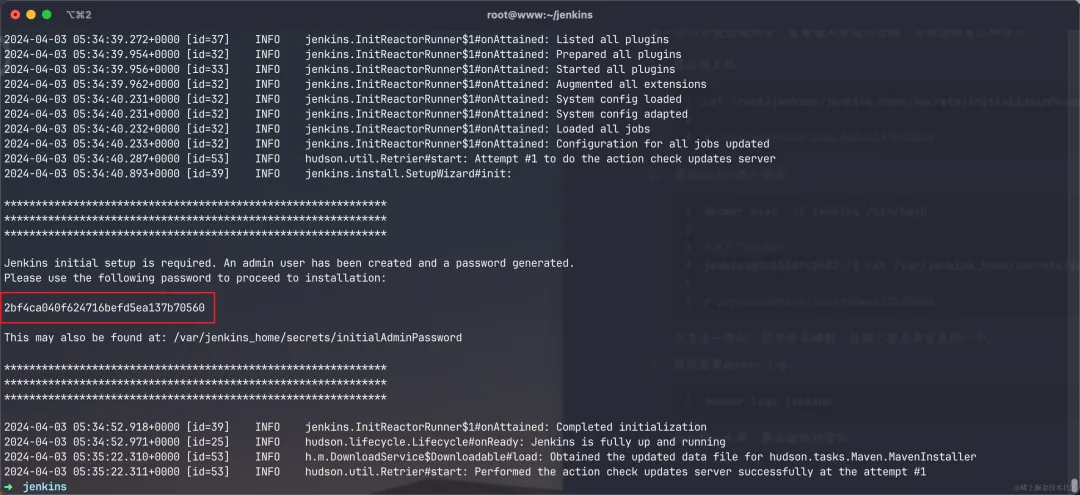 ⌥⌘2
root@www:~/jenkins
2024-04-03 05:34:39.272+0000 [id=37] INFO jenkins.InitReactorRunner$1#onAttained: Listed all plugins
2024-04-03 05:34:39.954+0000 [id=32] INFO jenkins.InitReactorRunner$1#onAttained: Prepared all plugins
2024-04-03 05:34:39.956+0000 [id=33] INFO jenkins.InitReactorRunner$1#onAttained: Started all plugins
2024-04-03 05:34:39.962+0000 [id=32] INFO jenkins.InitReactorRunner$1#onAttained: Augmented all extensions
2024-04-03 05:34:40.231+0000 [id=32] INFO jenkins.InitReactorRunner$1#onAttained: System config loaded
2024-04-03 05:34:40.231+0000 [id=32] INFO jenkins.InitReactorRunner$1#onAttained: System config adapted
2024-04-03 05:34:40.232+0000 [id=32] INFO jenkins.InitReactorRunner$1#onAttained: Loaded all jobs
2024-04-03 05:34:40.233+0000 [id=32] INFO jenkins.InitReactorRunner$1#onAttained: Configuration for all jobs updated
2024-04-03 05:34:40.287+0000 [id=53] INFO hudson.util.Retrier#start: Attempt #1 to do the action check updates server
2024-04-03 05:34:40.893+0000 [id=39] INFO jenkins.install.SetupWizard#init:
*************************************************************
*************************************************************
*************************************************************
Jenkins initial setup is required. An admin user has been created and a password generated.
Please use the following password to proceed to installation:
2bf4ca040f624716befd5ea137b70560
This may also be found at: /var/jenkins_home/secrets/initialAdminPassword
*************************************************************
*************************************************************
*************************************************************
2024-04-03 05:34:52.918+0000 [id=39] INFO jenkins.InitReactorRunner$1#onAttained: Completed initialization
2024-04-03 05:34:52.971+0000 [id=25] INFO hudson.lifecycle.Lifecycle#onReady: Jenkins is fully up and running
2024-04-03 05:35:22.310+0000 [id=53] INFO h.m.DownloadService$Downloadable#load: Obtained the updated data file for hudson.tasks.Maven.MavenInstaller
2024-04-03 05:35:22.311+0000 [id=53] INFO hudson.util.Retrier#start: Performed the action check updates server successfully at the attempt #1
➜ jenkins